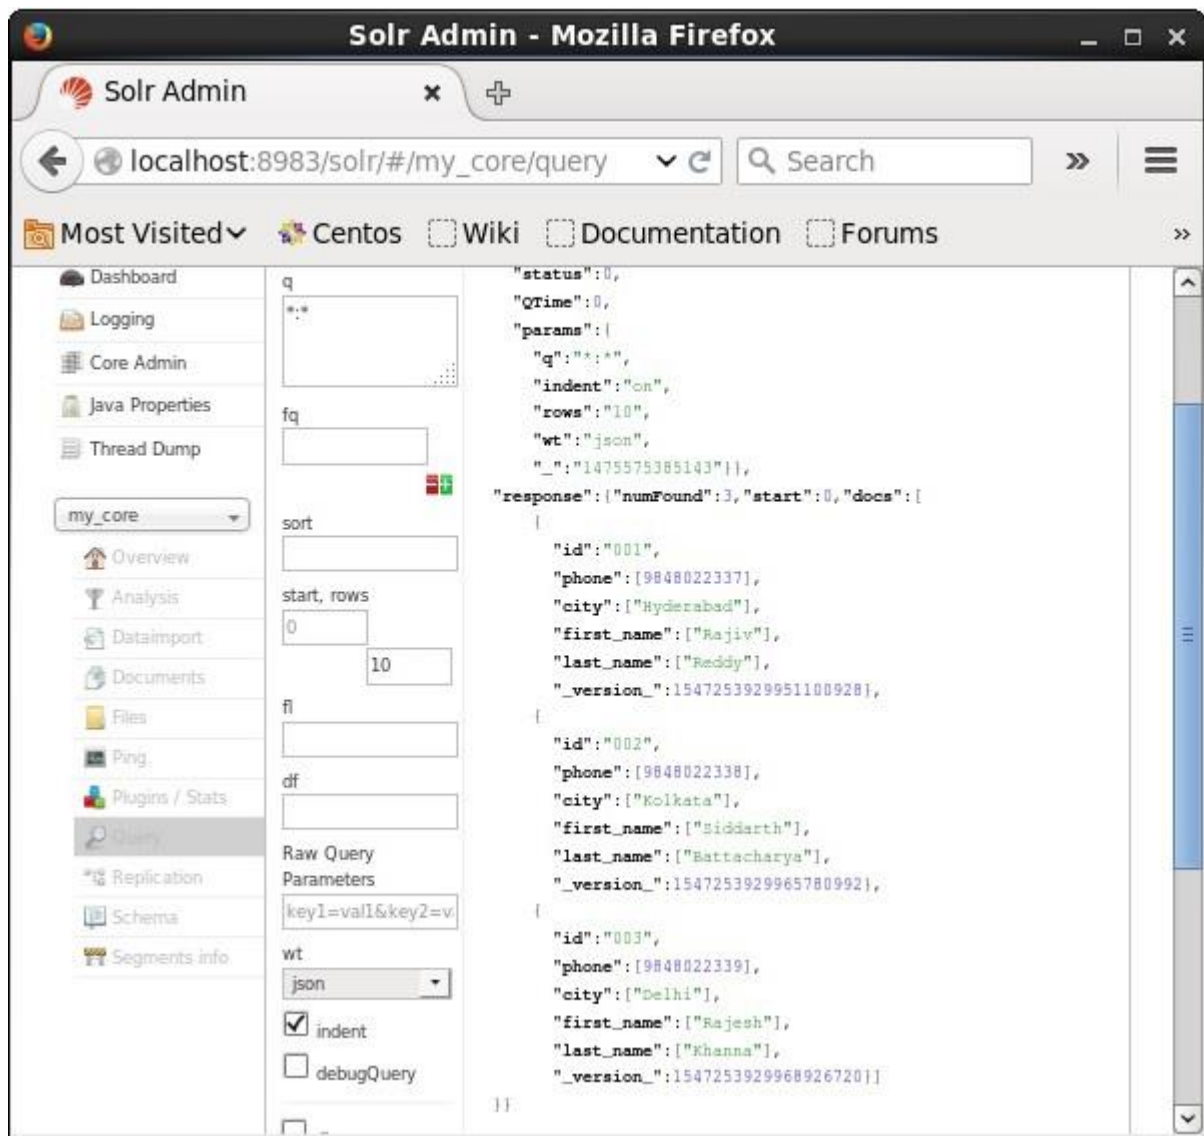 Solr Admin - Mozilla Firefox
Solr Admin
localhost:8983/solr/#/my_core/query
Search
Most Visited
Centos
Wiki
Documentation
Forums
Dashboard
Logging
Core Admin
Java Properties
Thread Dump
my_core
Overview
Analysis
Dataimport
Documents
Files
Ping
Plugins / Stats
Query
Replication
Schema
Segments info
q
*:*
fq
sort
start, rows
0
10
fl
df
Raw Query
Parameters
key1=val1&key2=v
wt
json
indent
debugQuery
"status":0,
"QTime":0,
"params":{
"q":"*:*",
"indent":"on",
"rows":"10",
"wt":"json",
"_":"1475575385143"}},
"response":{"numFound":3,"start":0,"docs":[
{
"id":"001",
"phone":[9848022337],
"city":["Hyderabad"],
"first_name":["Rajiv"],
"last_name":["Reddy"],
"_version_":1547253929951100928},
{
"id":"002",
"phone":[9848022338],
"city":["Kolkata"],
"first_name":["Siddarth"],
"last_name":["Battacharya"],
"_version_":1547253929965780992},
{
"id":"003",
"phone":[9848022339],
"city":["Delhi"],
"first_name":["Rajesh"],
"last_name":["Khanna"],
"_version_":1547253929968926720}]
}}